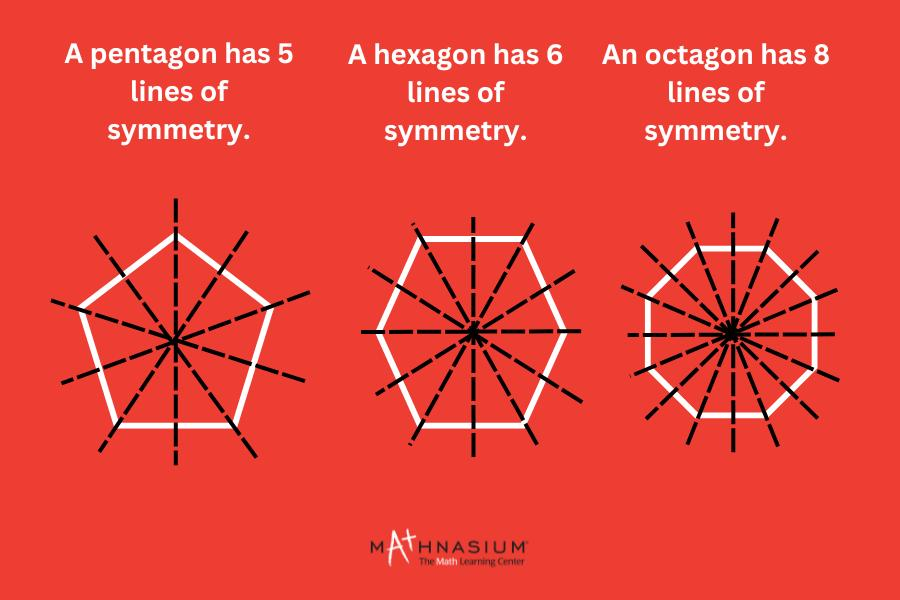 A pentagon has 5
lines of
symmetry.
A hexagon has 6
lines of
symmetry.
An octagon has 8
lines of
symmetry.
MATHNASIUM®
The Math Learning Center